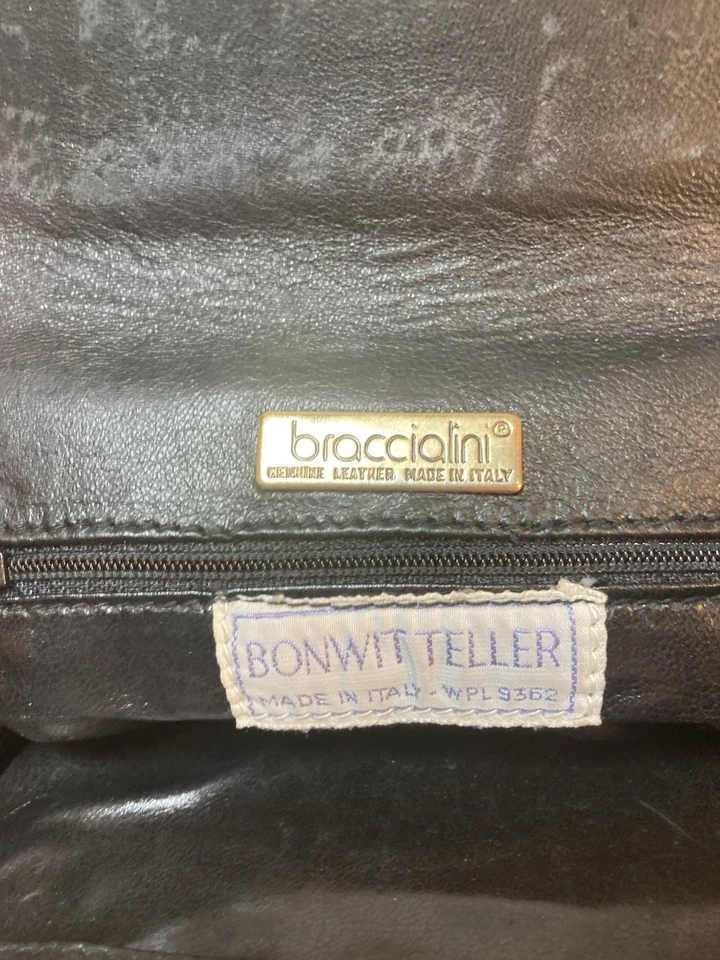 braccialini®
GENUINE LEATHER MADE IN ITALY
BONWIT TELLER
MADE IN ITALY - WPL 9362